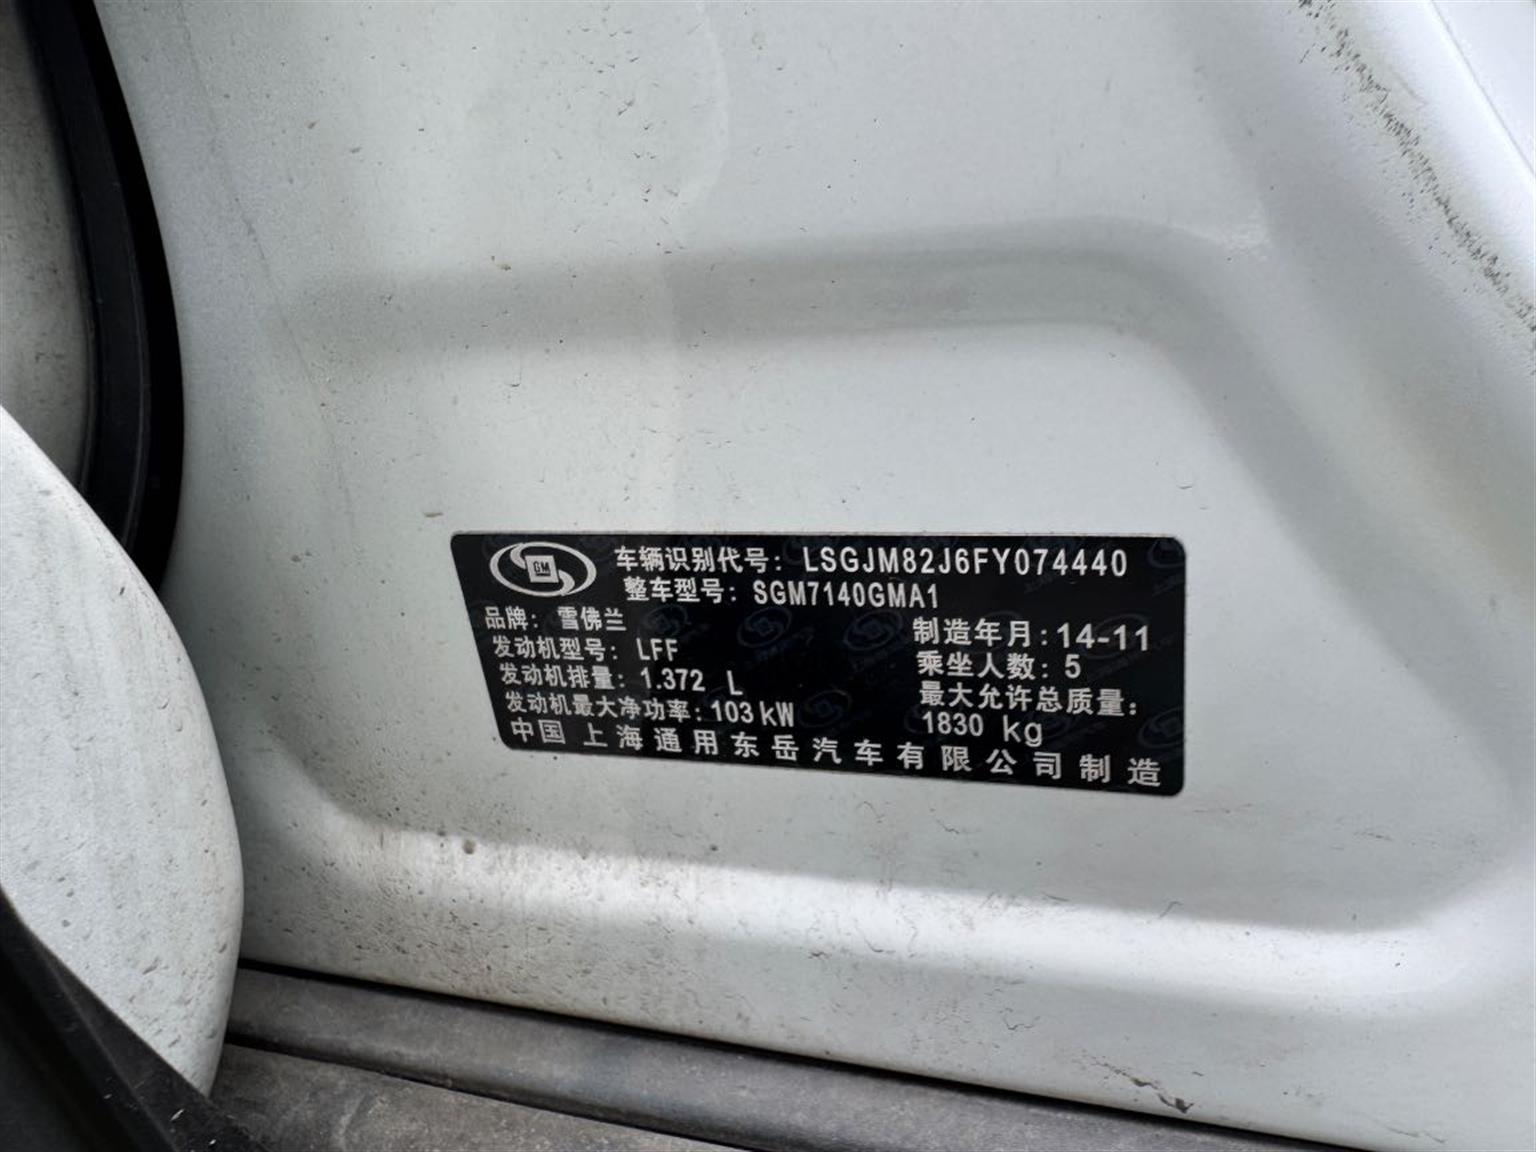 GM
车辆识别代号：LSGJM82J6FY074440
整车型号：SGM7140GMA1
品牌：雪佛兰
发动机型号：LFF
发动机排量：1.372 L
发动机最大净功率：103kW
制造年月：14-11
乘坐人数：5
最大允许总质量：
1830 kg
中国上海通用东岳汽车有限公司制造